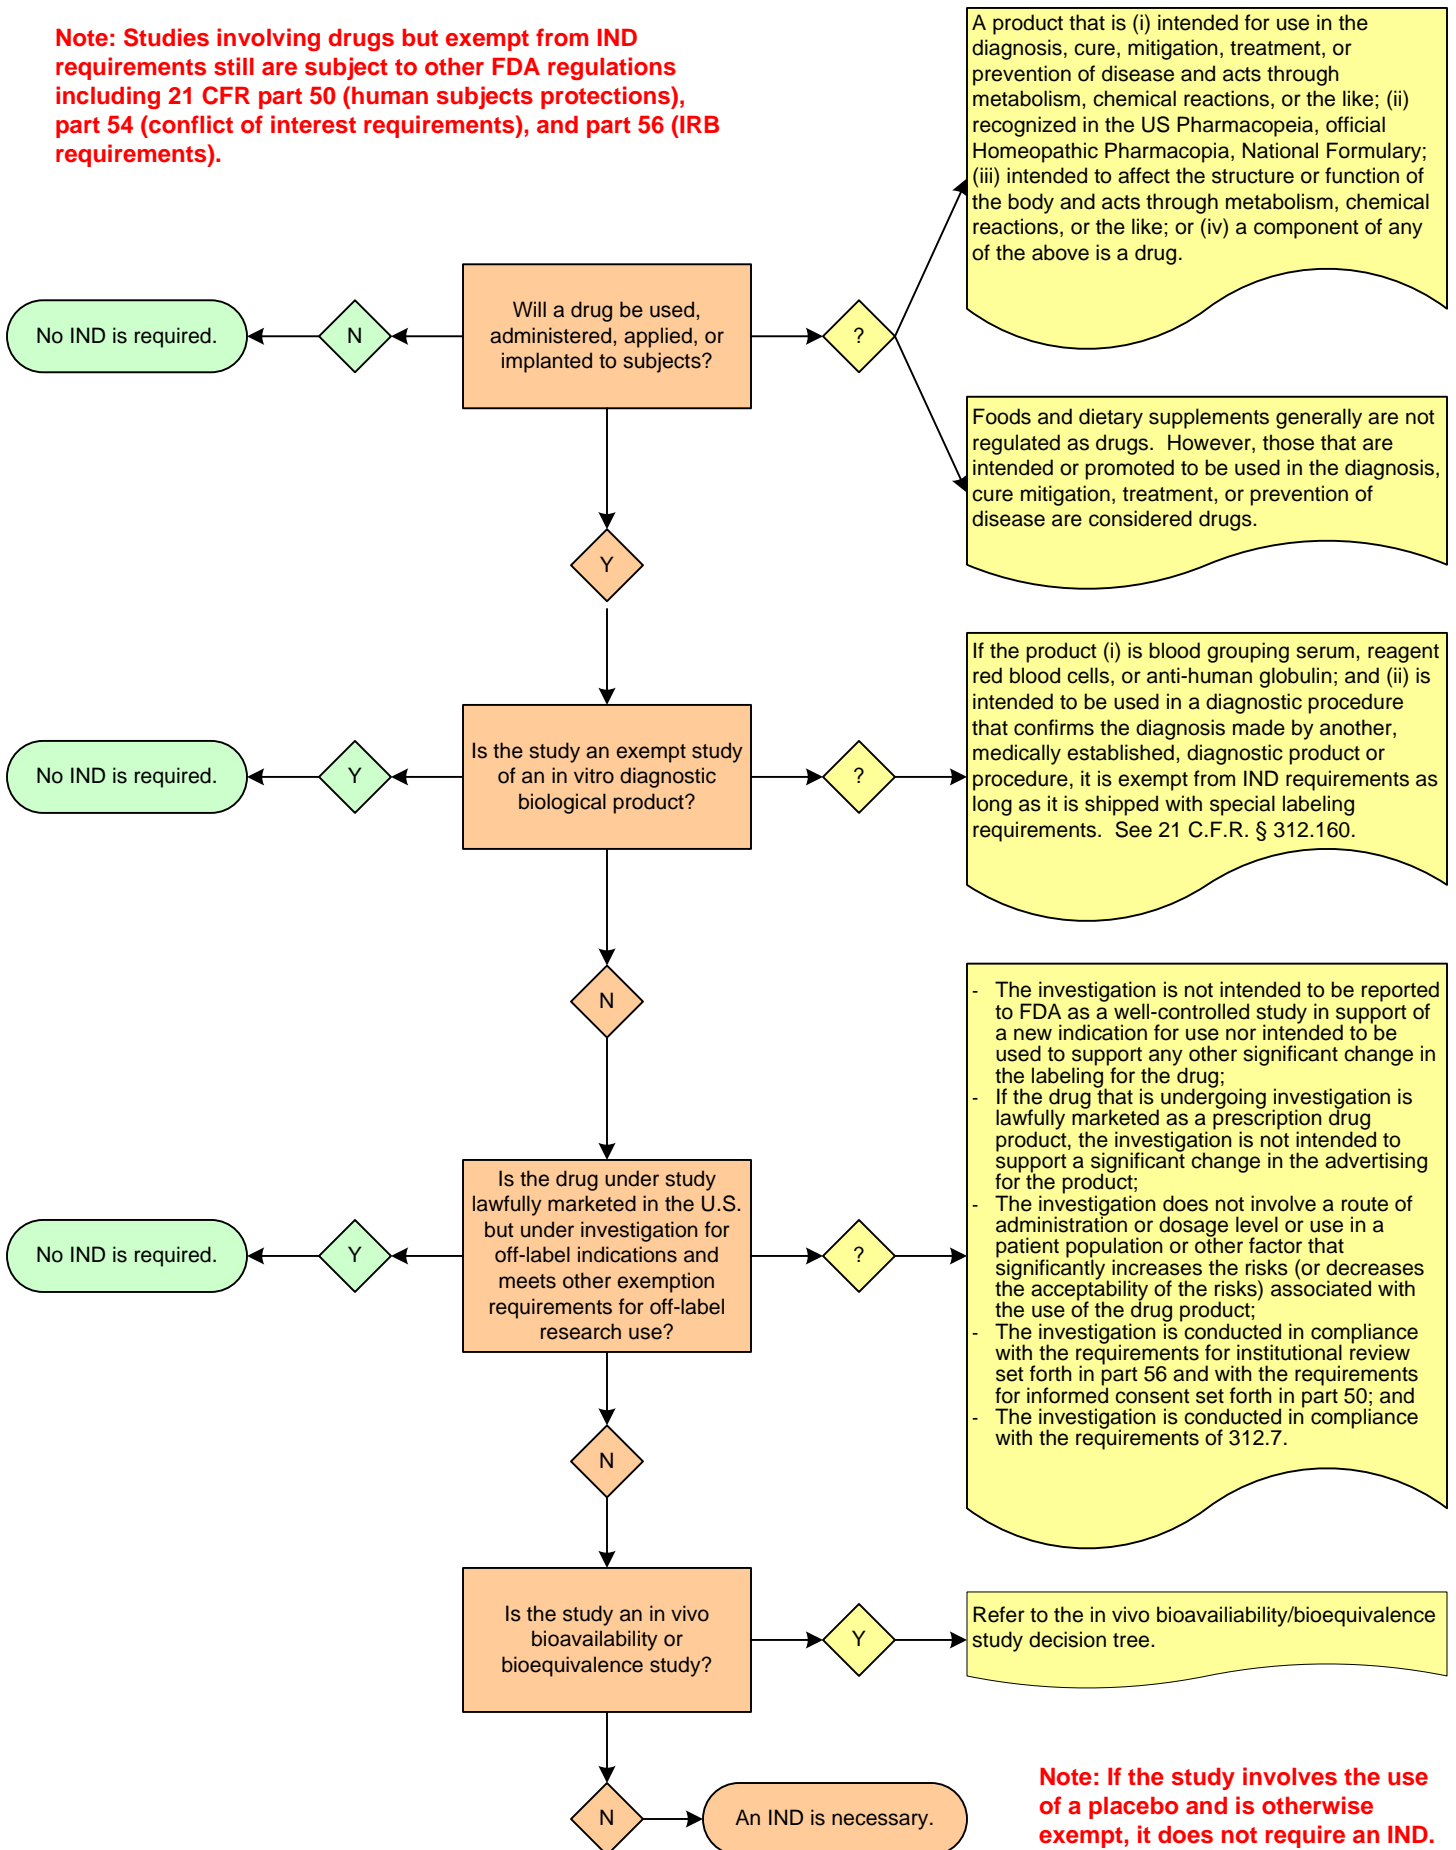 Note: Studies involving drugs but exempt from IND
requirements still are subject to other FDA regulations
including 21 CFR part 50 (human subjects protections),
part 54 (conflict of interest requirements), and part 56 (IRB
requirements).
A product that is (i) intended for use in the
diagnosis, cure, mitigation, treatment, or
prevention of disease and acts through
metabolism, chemical reactions, or the like; (ii)
recognized in the US Pharmacopeia, official
Homeopathic Pharmacopia, National Formulary;
(iii) intended to affect the structure or function of
the body and acts through metabolism, chemical
reactions, or the like; or (iv) a component of any
of the above is a drug.
No IND is required.
N
Will a drug be used,
administered, applied, or
implanted to subjects?
?
Foods and dietary supplements generally are not
regulated as drugs.  However, those that are
intended or promoted to be used in the diagnosis,
cure mitigation, treatment, or prevention of
disease are considered drugs.
Y
No IND is required.
Y
Is the study an exempt study
of an in vitro diagnostic
biological product?
?
If the product (i) is blood grouping serum, reagent
red blood cells, or anti-human globulin; and (ii) is
intended to be used in a diagnostic procedure
that confirms the diagnosis made by another,
medically established, diagnostic product or
procedure, it is exempt from IND requirements as
long as it is shipped with special labeling
requirements.  See 21 C.F.R. § 312.160.
N
No IND is required.
Y
Is the drug under study
lawfully marketed in the U.S.
but under investigation for
off-label indications and
meets other exemption
requirements for off-label
research use?
?
- The investigation is not intended to be reported
to FDA as a well-controlled study in support of
a new indication for use nor intended to be
used to support any other significant change in
the labeling for the drug;
- If the drug that is undergoing investigation is
lawfully marketed as a prescription drug
product, the investigation is not intended to
support a significant change in the advertising
for the product;
- The investigation does not involve a route of
administration or dosage level or use in a
patient population or other factor that
significantly increases the risks (or decreases
the acceptability of the risks) associated with
the use of the drug product;
- The investigation is conducted in compliance
with the requirements for institutional review
set forth in part 56 and with the requirements
for informed consent set forth in part 50; and
- The investigation is conducted in compliance
with the requirements of 312.7.
N
Is the study an in vivo
bioavailability or
bioequivalence study?
Y
Refer to the in vivo bioavailiability/bioequivalence
study decision tree.
N
An IND is necessary.
Note: If the study involves the use
of a placebo and is otherwise
exempt, it does not require an IND.